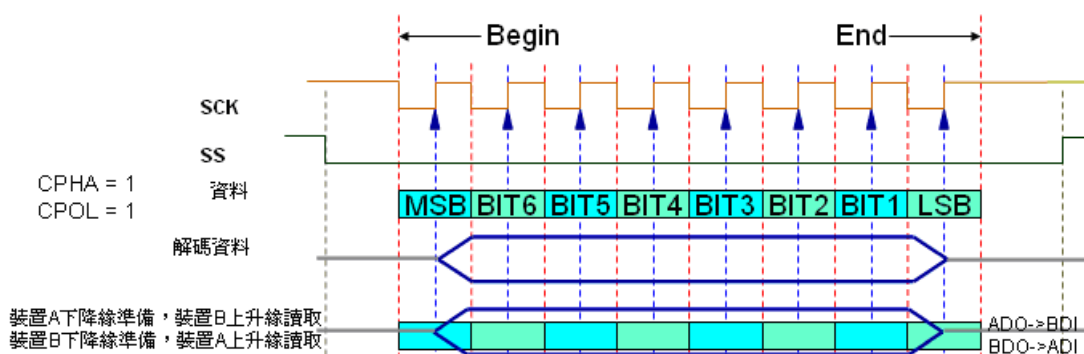 Begin End
SCK
SS
CPHA = 1
CPOL = 1
資料
MSB BIT6 BIT5 BIT4 BIT3 BIT2 BIT1 LSB
解碼資料
裝置A下降緣準備，裝置B上升緣讀取
裝置B下降緣準備，裝置A上升緣讀取
ADO->BDI
BDO->ADI